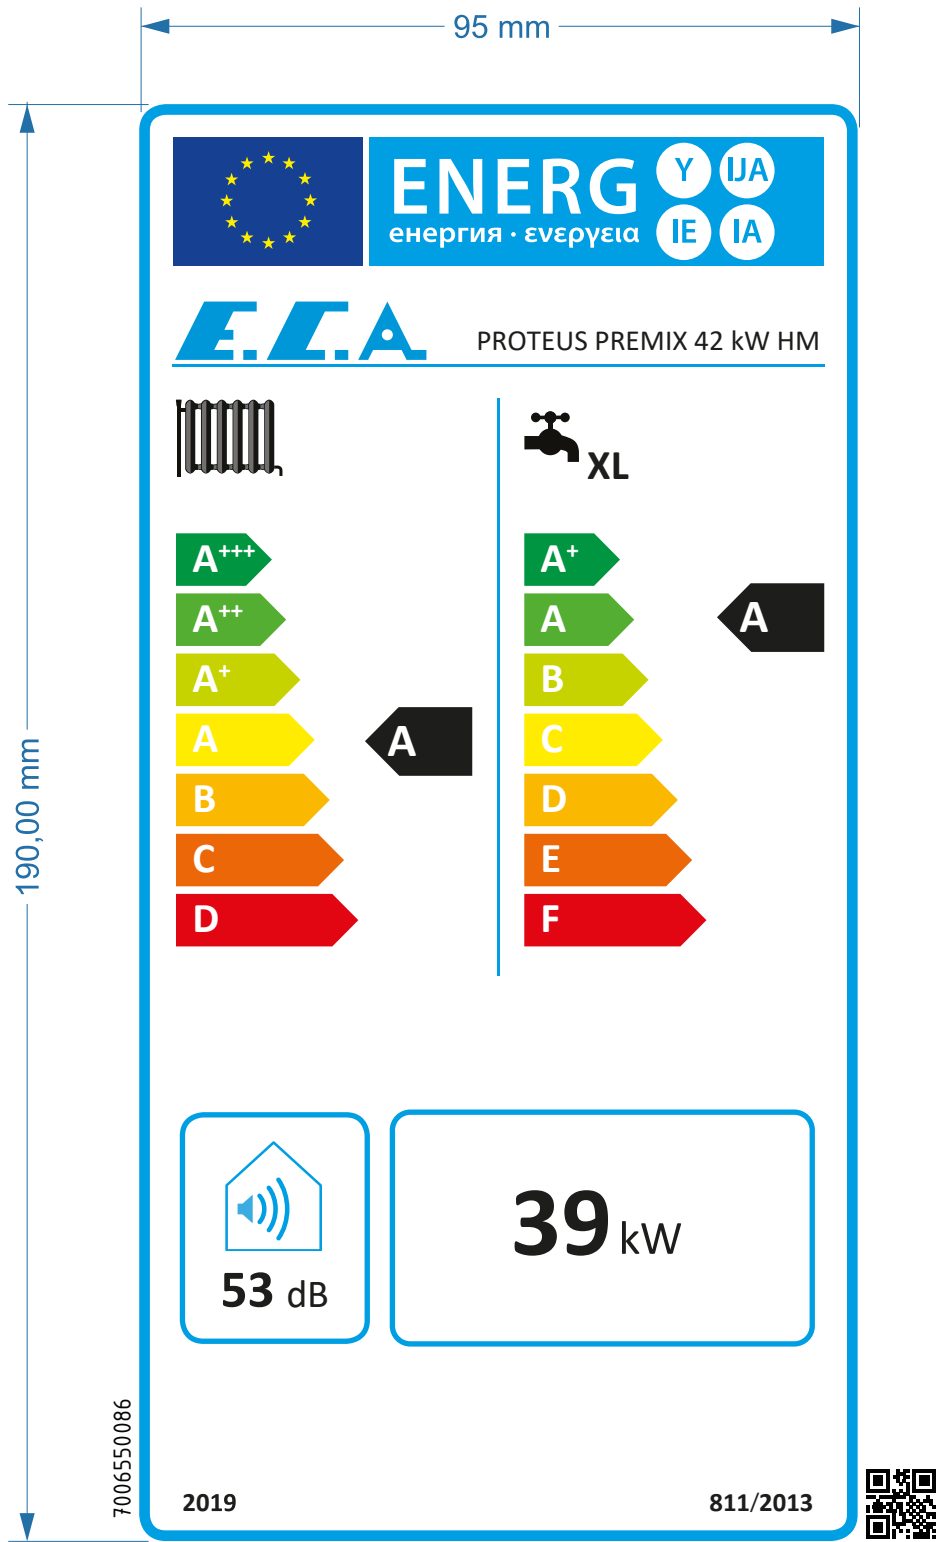 95 mm
190,00 mm
ENERG
енергия · ενεργεια
Y IJA
IE IA
E.C.A
PROTEUS PREMIX 42 kW HM
XL
A+++
A++
A+
A
B
C
D
A
A+
A
B
C
D
E
F
A
53 dB
39 kW
7006550086
2019
811/2013